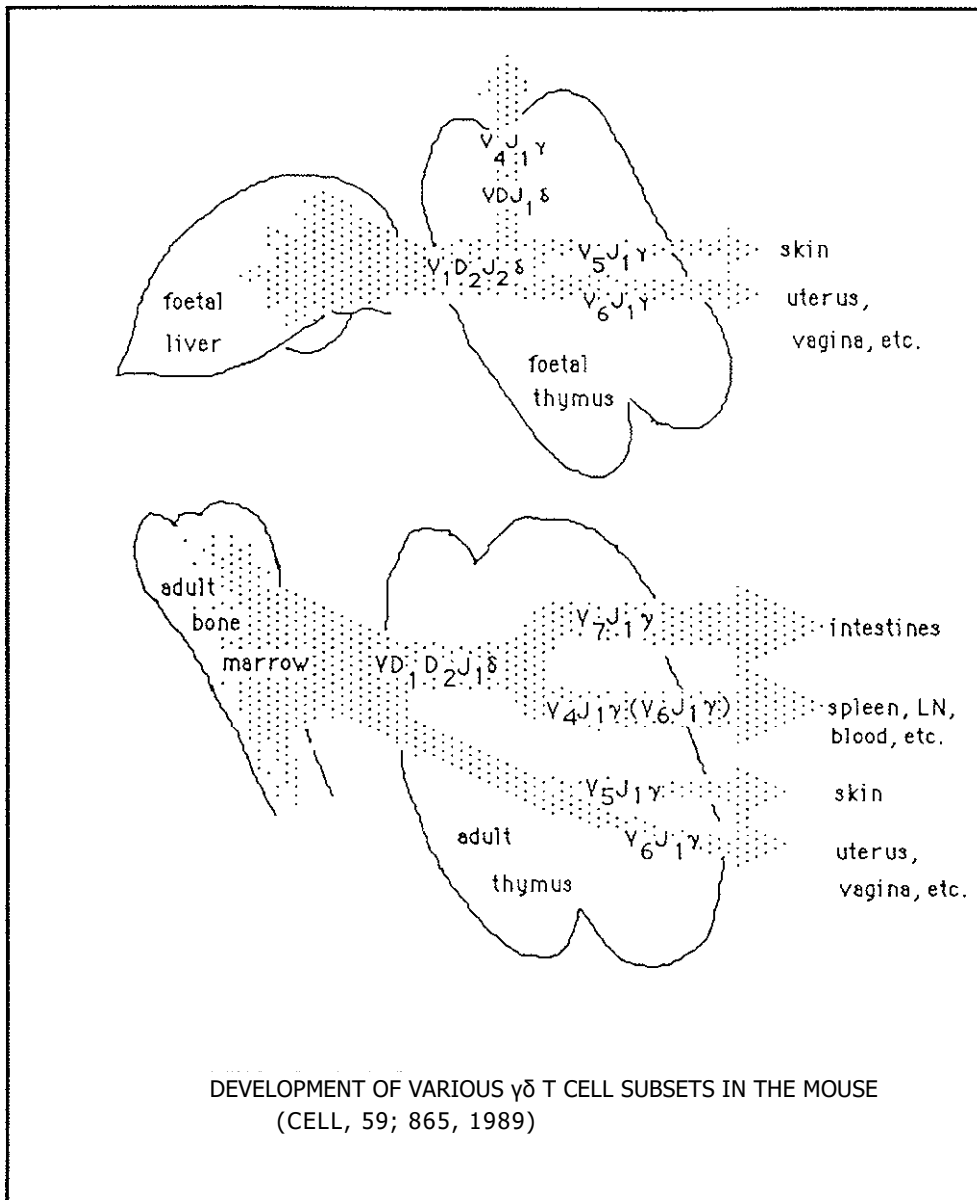 V₄J₁γ
VDJ₁δ
V₁D₂J₂δ
V₅J₁γ
skin
V₆J₁γ
uterus,
vagina, etc.
foetal
liver
foetal
thymus
adult
bone
marrow
VD₁D₂J₁δ
V₇J₁γ
intestines
V₄J₁γ (V₆J₁γ)
spleen, LN,
blood, etc.
V₅J₁γ
skin
V₆J₁γ
uterus,
vagina, etc.
adult
thymus
DEVELOPMENT OF VARIOUS γδ T CELL SUBSETS IN THE MOUSE
(CELL, 59; 865, 1989)